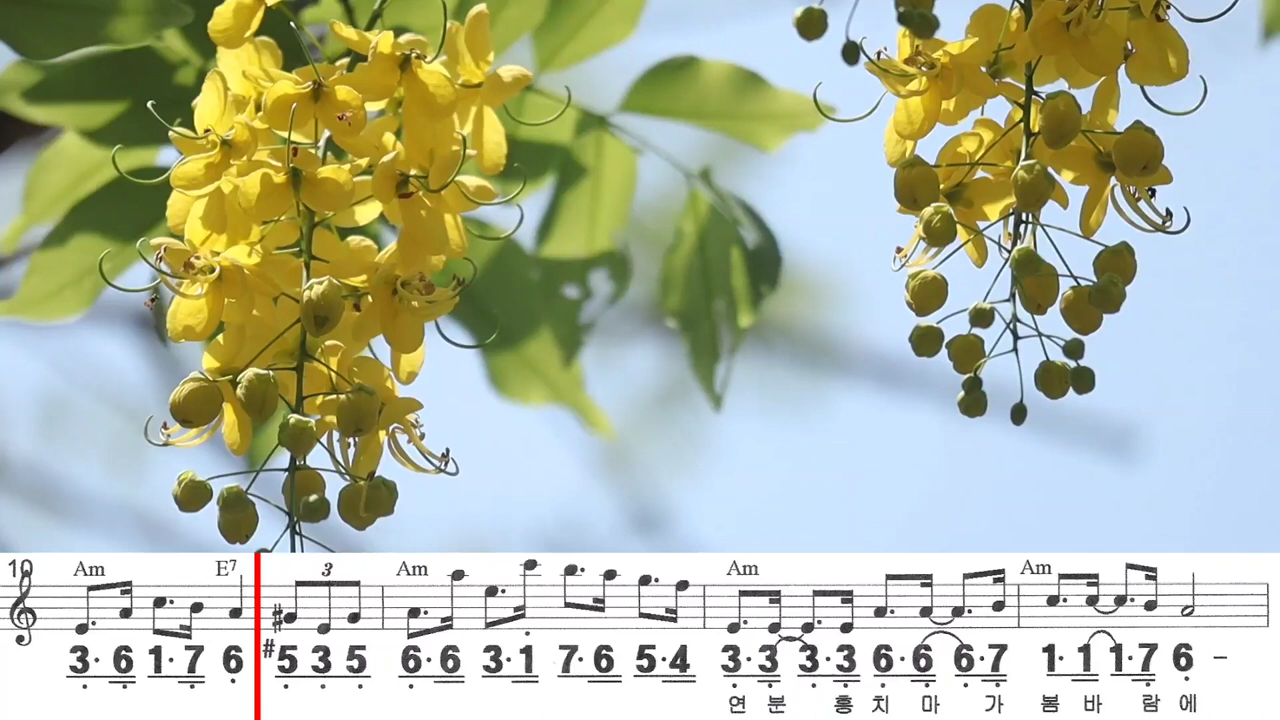 10 Am E7 3 Am Am Am
3· 6 1· 7 6 #5 3 5 6· 6 3· 1 7· 6 5· 4 3· 3 3· 3 6· 6 6· 7 1· 1 1· 7 6 –
연 분 홍 치 마 가 봄 바 람 에